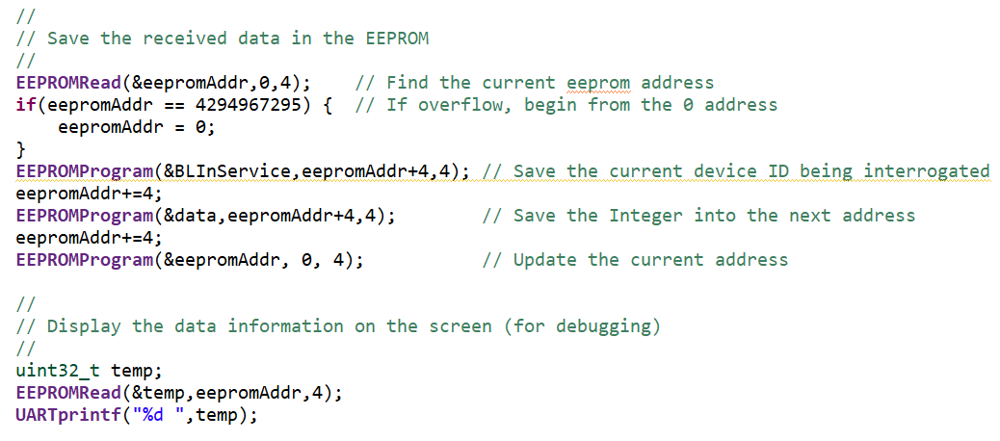 //
// Save the received data in the EEPROM
//
EEPROMRead(&eepromAddr,0,4);    // Find the current eeprom address
if(eepromAddr == 4294967295) {  // If overflow, begin from the 0 address
    eepromAddr = 0;
}
EEPROMProgram(&BLInService,eepromAddr+4,4); // Save the current device ID being interrogated
eepromAddr+=4;
EEPROMProgram(&data,eepromAddr+4,4);        // Save the Integer into the next address
eepromAddr+=4;
EEPROMProgram(&eepromAddr, 0, 4);           // Update the current address

//
// Display the data information on the screen (for debugging)
//
uint32_t temp;
EEPROMRead(&temp,eepromAddr,4);
UARTprintf("%d ",temp);